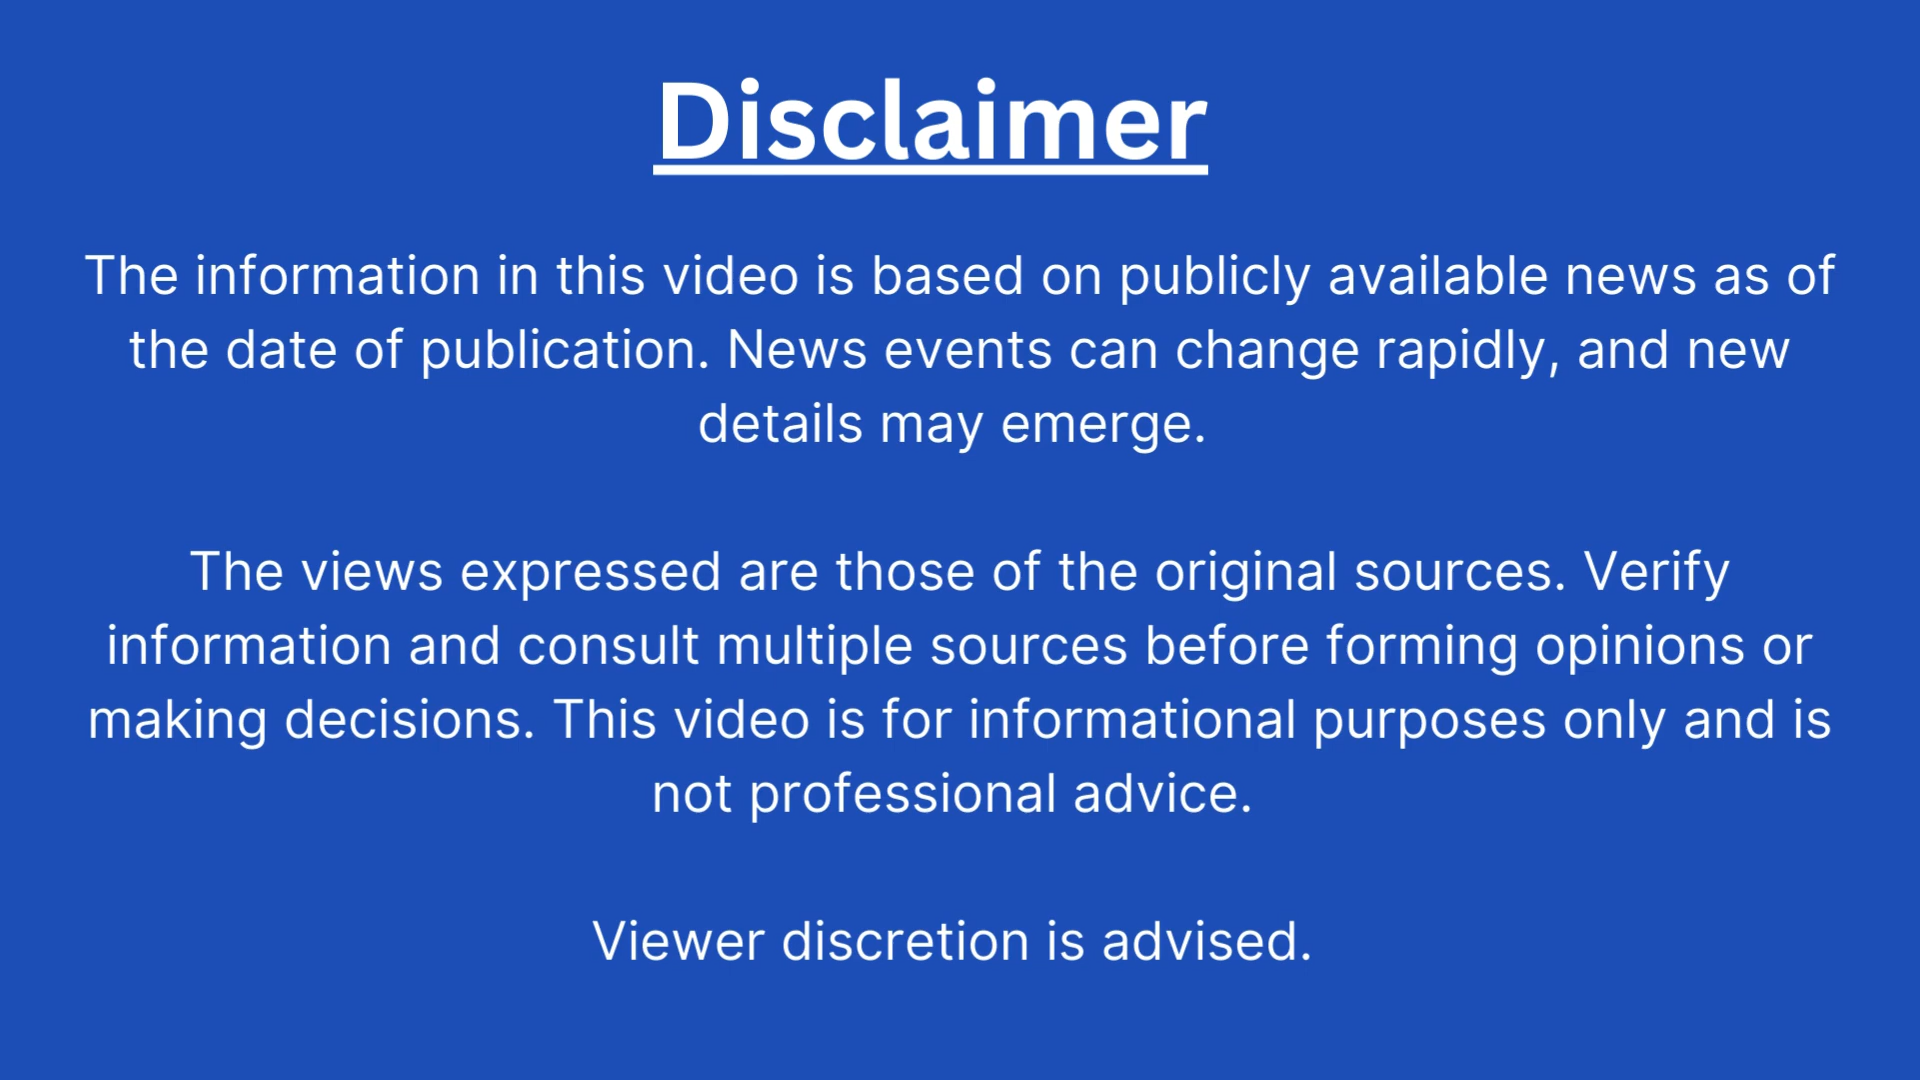 Disclaimer
The information in this video is based on publicly available news as of
the date of publication. News events can change rapidly, and new
details may emerge.
The views expressed are those of the original sources. Verify
information and consult multiple sources before forming opinions or
making decisions. This video is for informational purposes only and is
not professional advice.
Viewer discretion is advised.